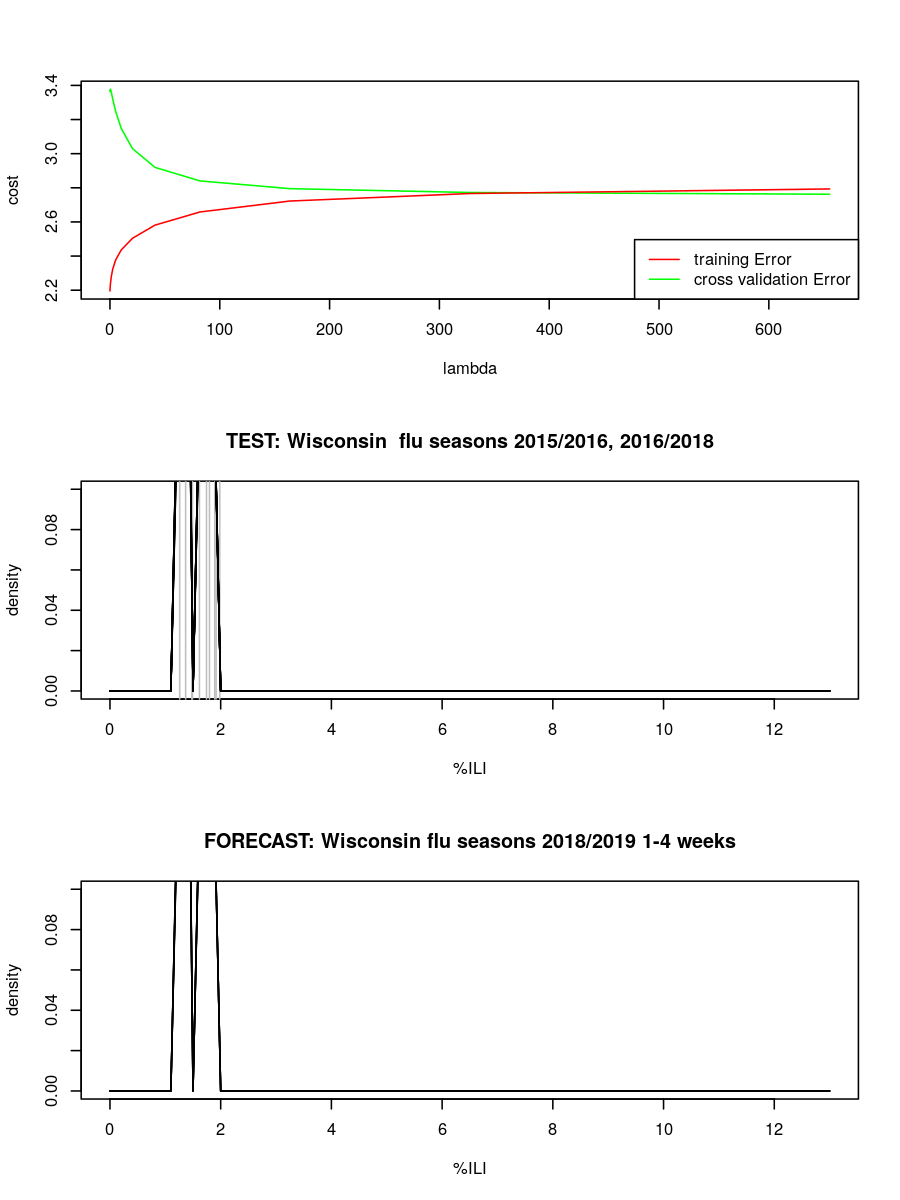 3.4
3.0
2.6
2.2
cost
training Error
cross validation Error
0 100 200 300 400 500 600
lambda
TEST: Wisconsin  flu seasons 2015/2016, 2016/2018
0.08
0.04
0.00
density
0 2 4 6 8 10 12
%ILI
FORECAST: Wisconsin flu seasons 2018/2019 1-4 weeks
0.08
0.04
0.00
density
0 2 4 6 8 10 12
%ILI